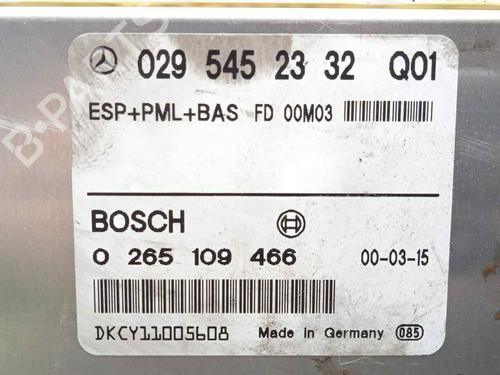 029 545 23 32 Q01
ESP+PML+BAS FD 00M03
BOSCH
0 265 109 466 00-03-15
DKCY11005608 Made in Germany 085
B-PARTS